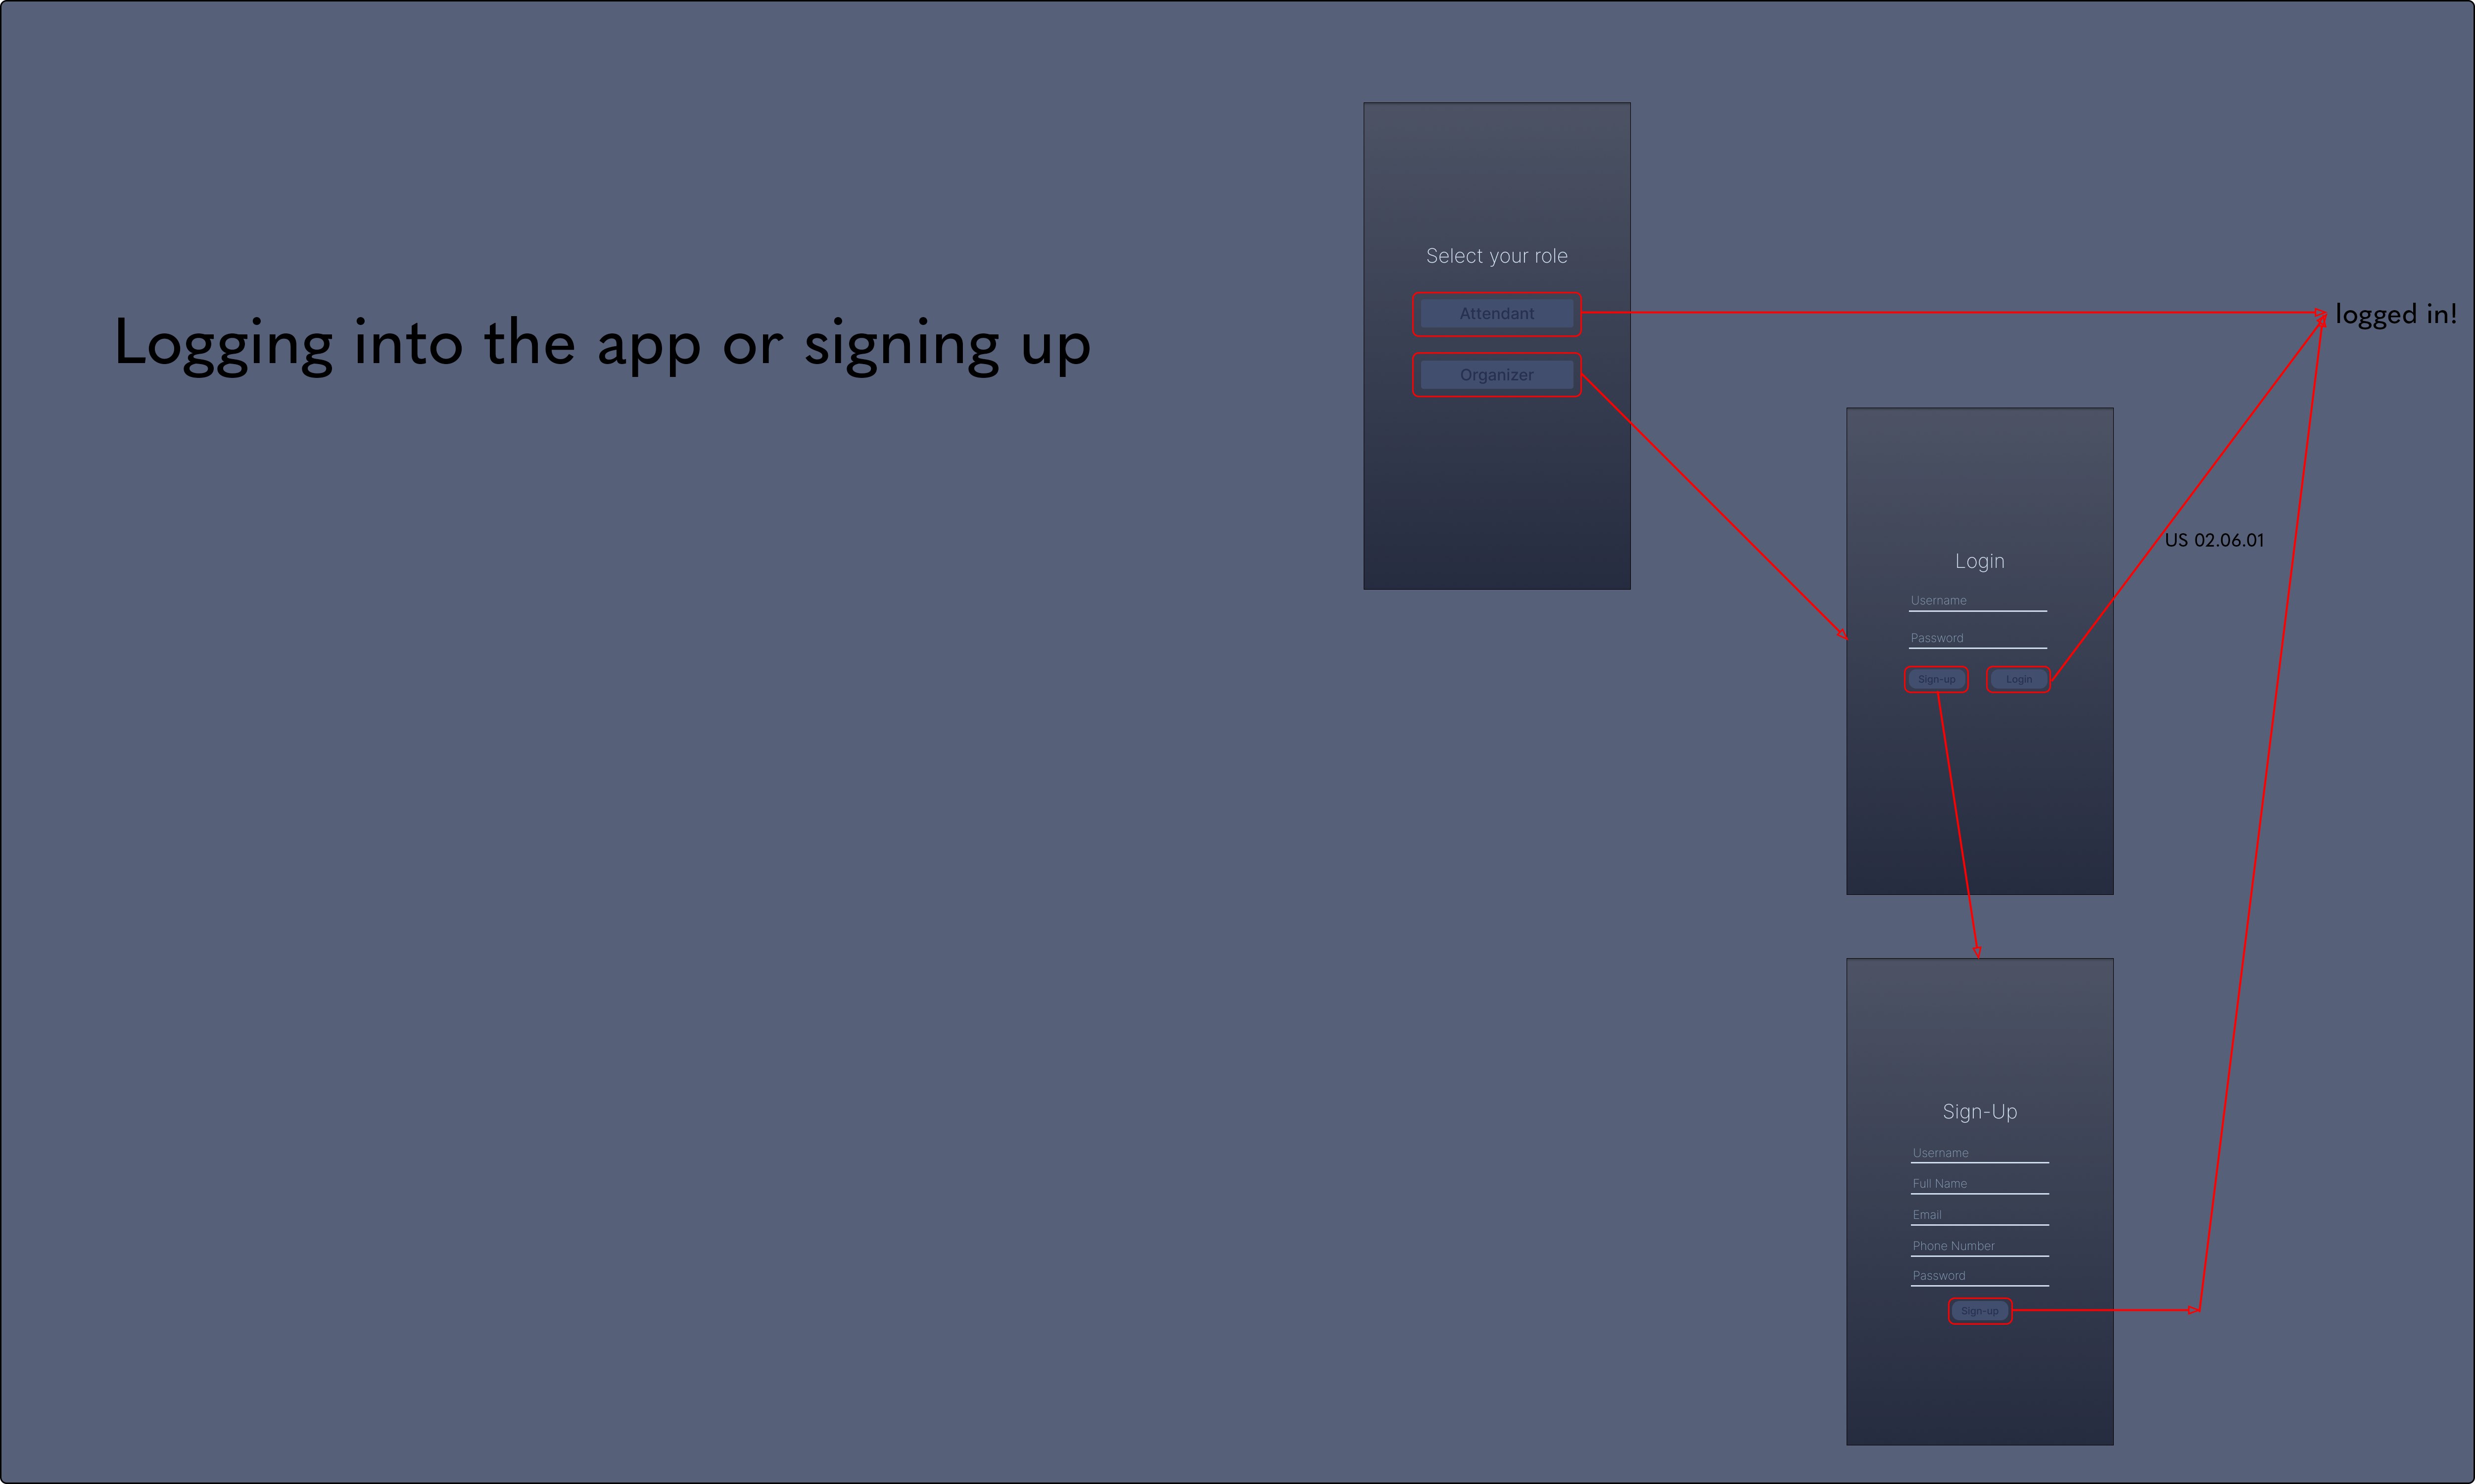 Logging into the app or signing up
Select your role
Attendant
Organizer
logged in!
US 02.06.01
Login
Username
Password
Sign-up
Login
Sign-Up
Username
Full Name
Email
Phone Number
Password
Sign-up